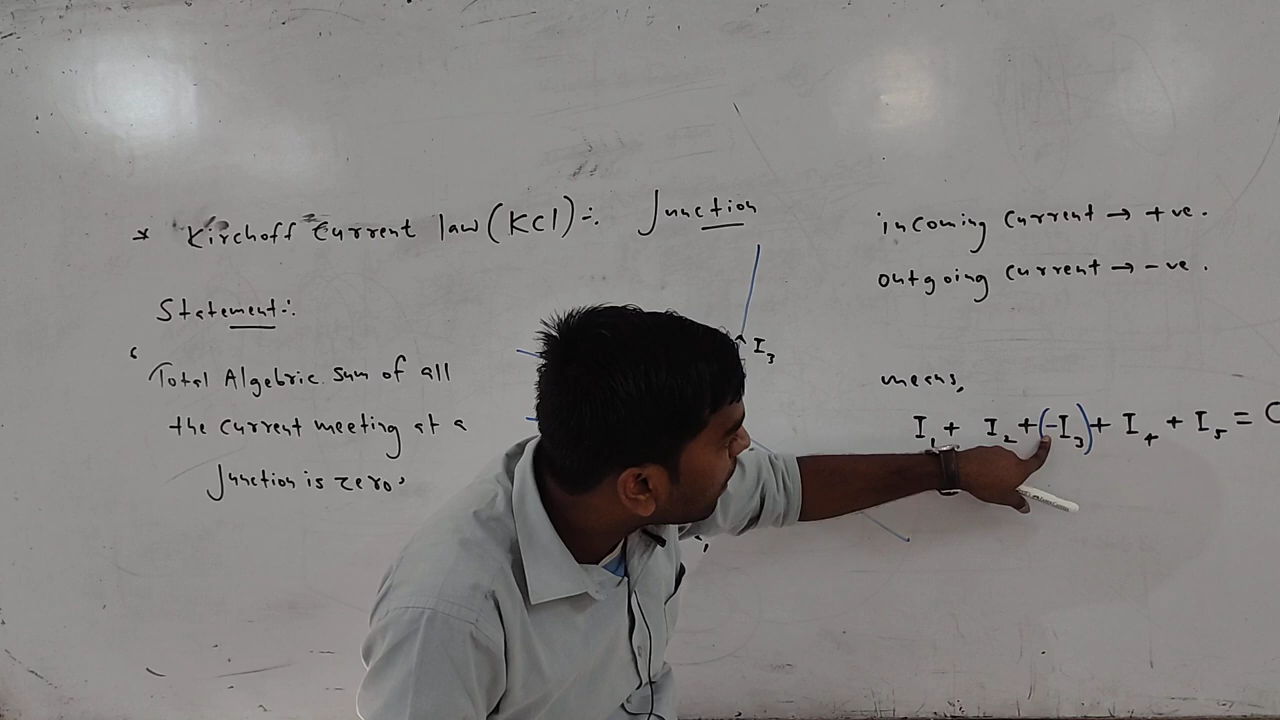 * Kirchoff Current law (KCl) :- Junction
Statement :-
“Total Algebric sum of all
the current meeting at a
Junction is zero”
I₃
incoming current → +ve.
outgoing current → -ve.
means,
I₁ + I₂ + (-I₃) + I₄ + I₅ = 0